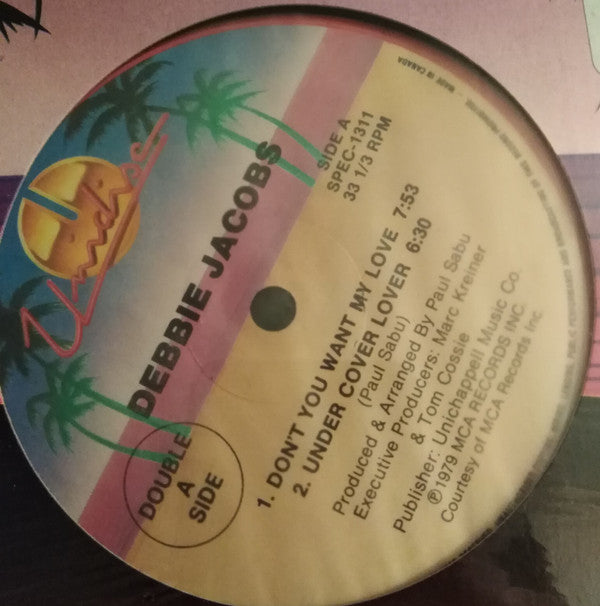 Unidisc
DEBBIE JACOBS
DOUBLE
A
SIDE
SIDE A
SPEC-1311
33 1/3 RPM
1. DON'T YOU WANT MY LOVE 7:53
(Paul Sabu)
2. UNDER COVER LOVER 6:30
Produced & Arranged By Paul Sabu
Executive Producers: Marc Kreiner
& Tom Cossie
Publisher: Unichappell Music Co.
℗1979 MCA RECORDS INC.
Courtesy of MCA Records Inc.
MADE IN CANADA